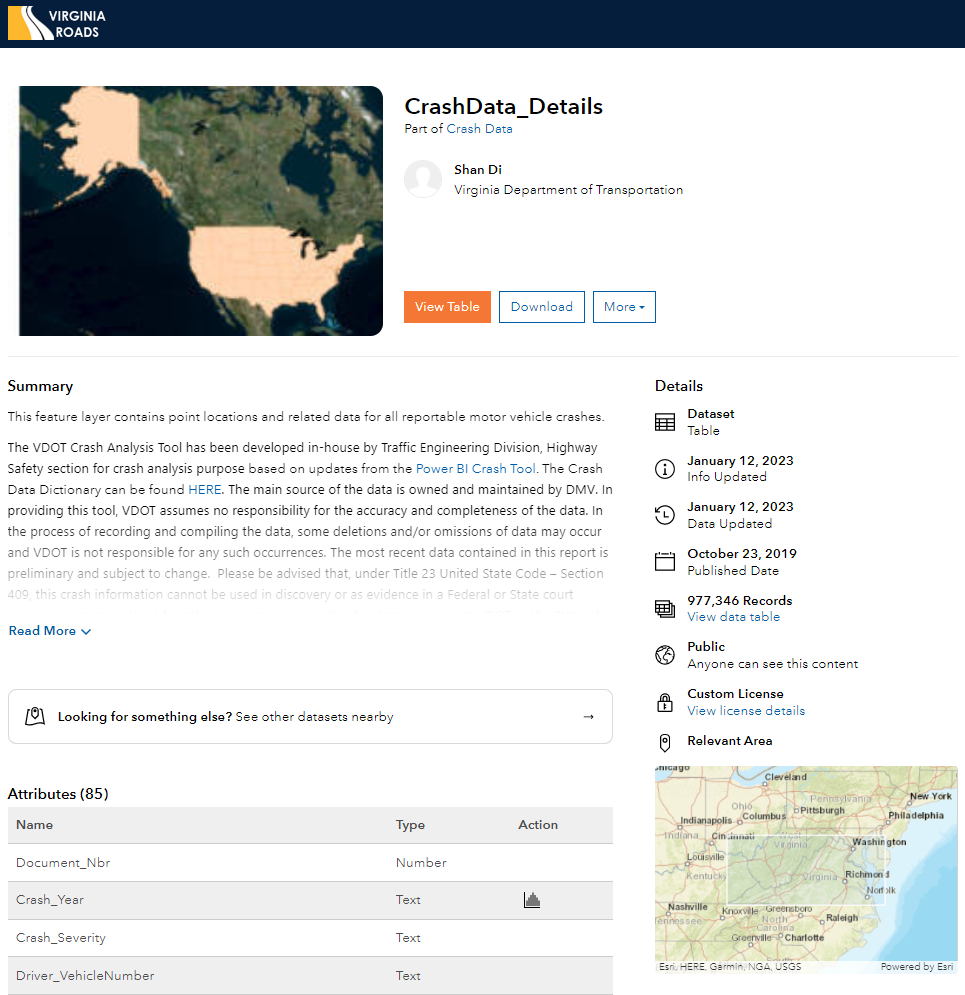 VIRGINIA
ROADS
CrashData_Details
Part of Crash Data
Shan Di
Virginia Department of Transportation
View Table
Download
More
Summary
This feature layer contains point locations and related data for all reportable motor vehicle crashes.
The VDOT Crash Analysis Tool has been developed in-house by Traffic Engineering Division, Highway
Safety section for crash analysis purpose based on updates from the Power BI Crash Tool. The Crash
Data Dictionary can be found HERE. The main source of the data is owned and maintained by DMV. In
providing this tool, VDOT assumes no responsibility for the accuracy and completeness of the data. In
the process of recording and compiling the data, some deletions and/or omissions of data may occur
and VDOT is not responsible for any such occurrences. The most recent data contained in this report is
preliminary and subject to change. Please be advised that, under Title 23 United State Code – Section
409, this crash information cannot be used in discovery or as evidence in a Federal or State court
Read More
Looking for something else? See other datasets nearby →
Attributes (85)
Name Type Action
Document_Nbr Number
Crash_Year Text
Crash_Severity Text
Driver_VehicleNumber Text
Details
Dataset
Table
January 12, 2023
Info Updated
January 12, 2023
Data Updated
October 23, 2019
Published Date
977,346 Records
View data table
Public
Anyone can see this content
Custom License
View license details
Relevant Area
Cleveland
New York
Ohio
Pennsylvania
Pittsburgh
Philadelphia
Indianapolis
Columbus
Indiana
Cincinnati
Washington
West
Virginia
Louisville
Kentucky
Virginia
Richmond
Norfolk
Nashville
Knoxville
Greensboro
Tennessee
North
Carolina
Raleigh
Greenville
Charlotte
Esri, HERE, Garmin, NGA, USGS
Powered by Esri